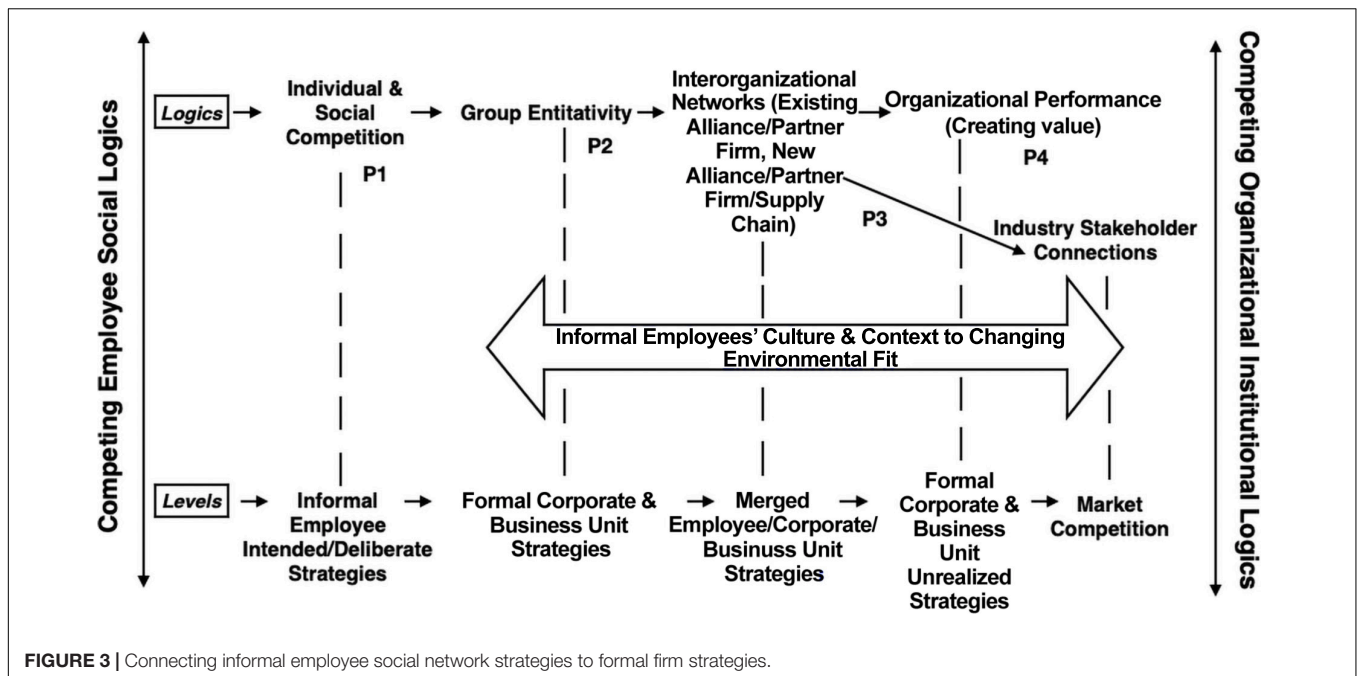 Competing Employee Social Logics
Logics
Individual &
Social
Competition
P1
Group Entitativity
P2
Interorganizational
Networks (Existing
Alliance/Partner
Firm, New
Alliance/Partner
Firm/Supply
Chain)
P3
Organizational Performance
(Creating value)
P4
Industry Stakeholder
Connections
Informal Employees' Culture & Context to Changing
Environmental Fit
Levels
Informal
Employee
Intended/Deliberate
Strategies
Formal Corporate &
Business Unit
Strategies
Merged
Employee/Corporate/
Businuss Unit
Strategies
Formal
Corporate &
Business
Unit
Unrealized
Strategies
Market
Competition
Competing Organizational Institutional Logics
FIGURE 3 | Connecting informal employee social network strategies to formal firm strategies.